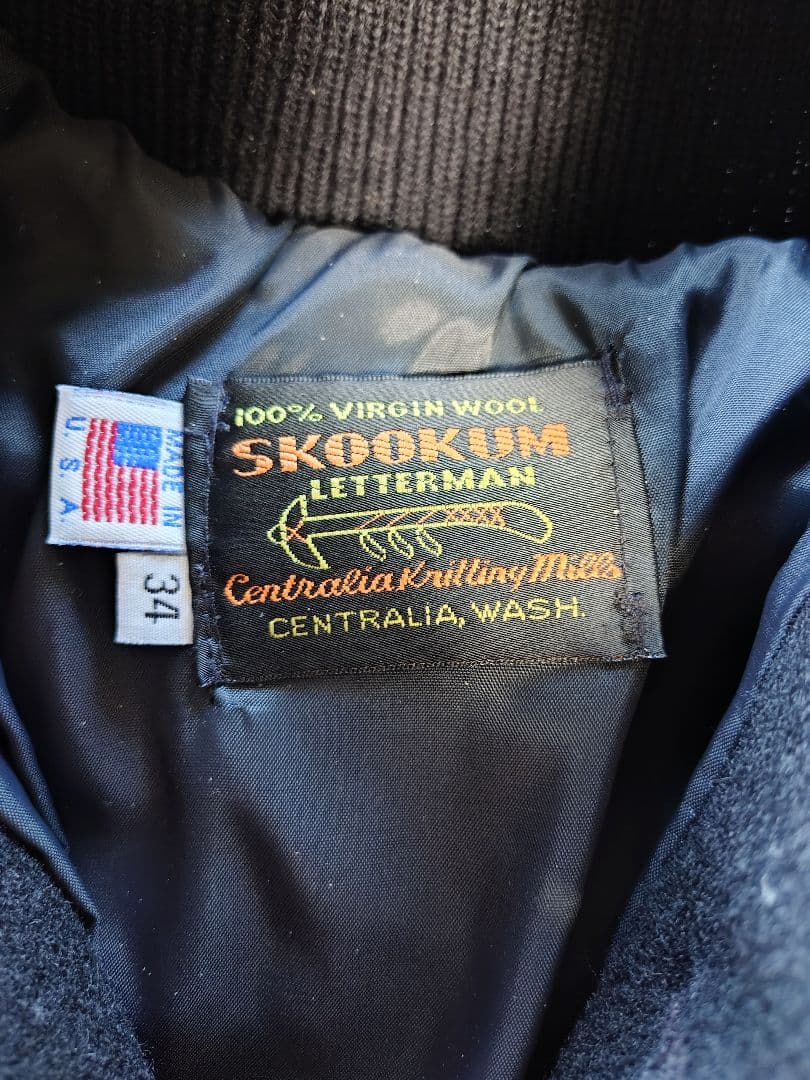 100% VIRGIN WOOL
SKOOKUM
LETTERMAN
Centralia Knitting Mills
CENTRALIA, WASH.
MADE IN
U.S.A.
34